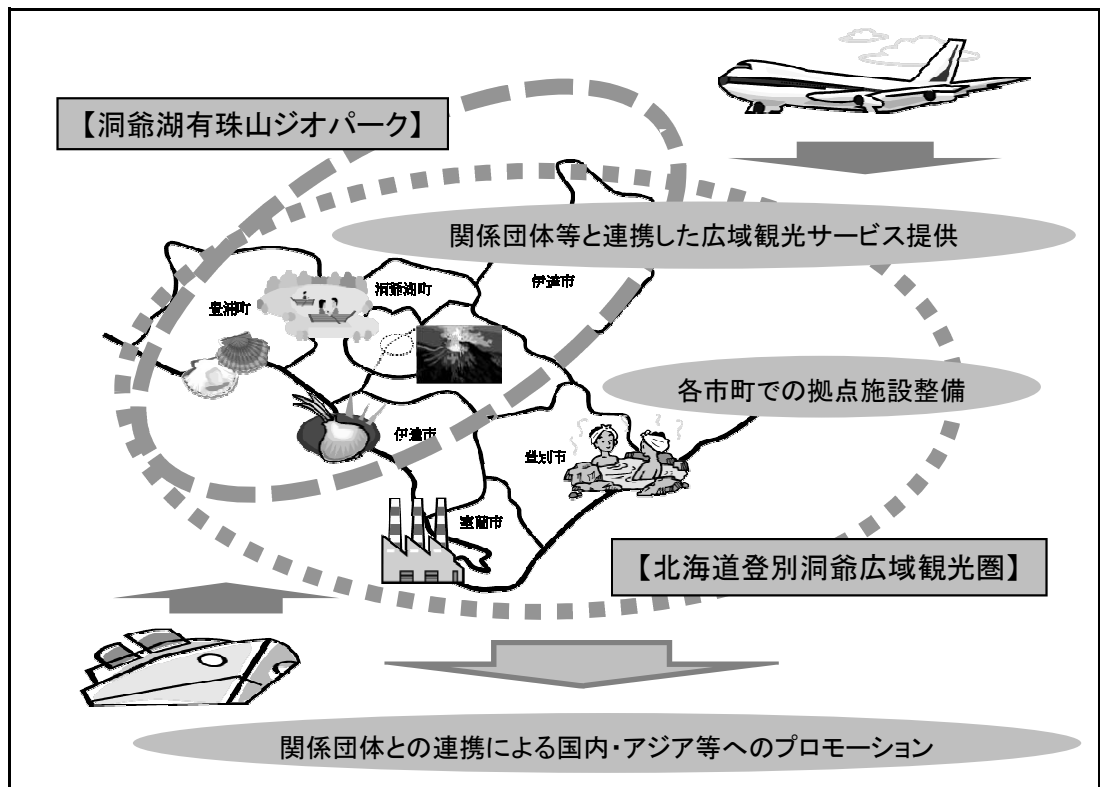 【洞爺湖有珠山ジオパーク】
関係団体等と連携した広域観光サービス提供
伊達市
洞爺湖町
豊浦町
各市町での拠点施設整備
伊達市
登別市
室蘭市
【北海道登別洞爺広域観光圏】
関係団体との連携による国内・アジア等へのプロモーション